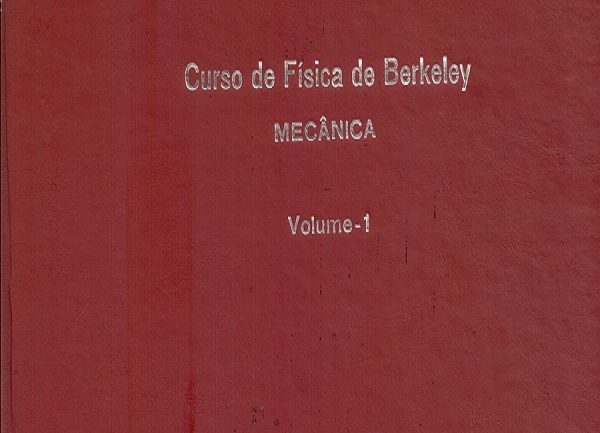 Curso de Física de Berkeley
MECÂNICA
Volume-1